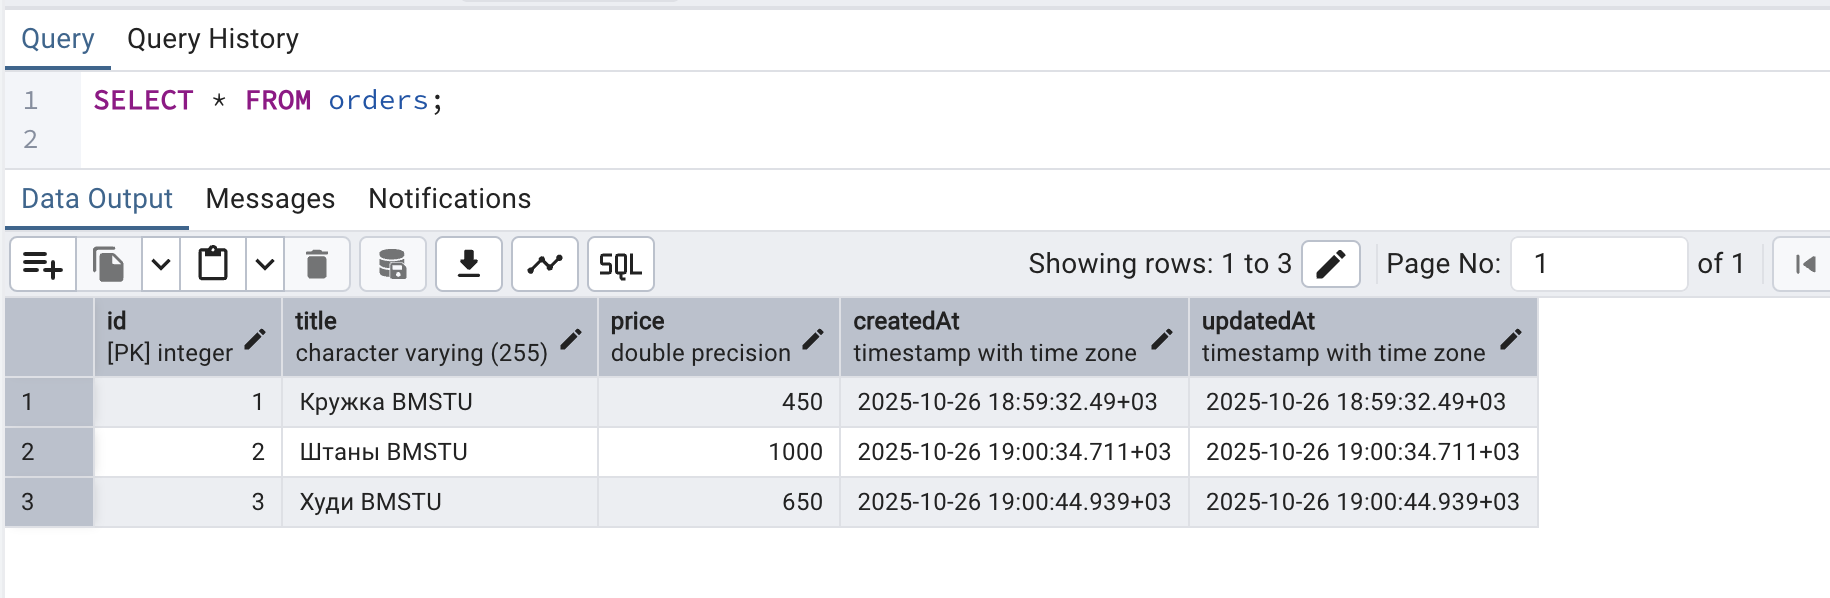 Query Query History
1 SELECT * FROM orders;
2
Data Output Messages Notifications
SQL Showing rows: 1 to 3 Page No: 1 of 1
id title price createdAt updatedAt
[PK] integer character varying (255) double precision timestamp with time zone timestamp with time zone
1 1 Кружка BMSTU 450 2025-10-26 18:59:32.49+03 2025-10-26 18:59:32.49+03
2 2 Штаны BMSTU 1000 2025-10-26 19:00:34.711+03 2025-10-26 19:00:34.711+03
3 3 Худи BMSTU 650 2025-10-26 19:00:44.939+03 2025-10-26 19:00:44.939+03